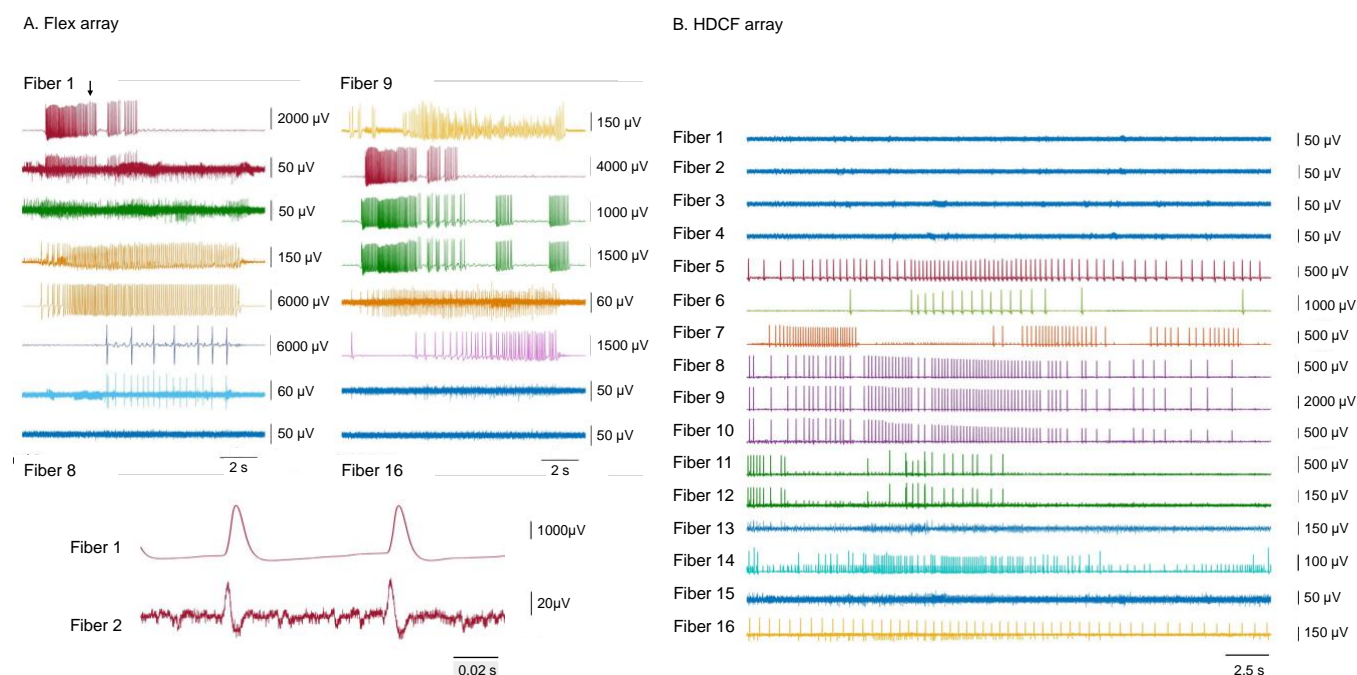 A. Flex array
Fiber 1
2000 µV
50 µV
50 µV
150 µV
6000 µV
6000 µV
60 µV
50 µV
2 s
Fiber 8
Fiber 9
150 µV
4000 µV
1000 µV
1500 µV
60 µV
1500 µV
50 µV
50 µV
2 s
Fiber 16
Fiber 1
1000µV
Fiber 2
20µV
0.02 s
B. HDCF array
Fiber 1 50 µV
Fiber 2 50 µV
Fiber 3 50 µV
Fiber 4 50 µV
Fiber 5 500 µV
Fiber 6 1000 µV
Fiber 7 500 µV
Fiber 8 500 µV
Fiber 9 2000 µV
Fiber 10 500 µV
Fiber 11 500 µV
Fiber 12 150 µV
Fiber 13 150 µV
Fiber 14 100 µV
Fiber 15 50 µV
Fiber 16 150 µV
2.5 s